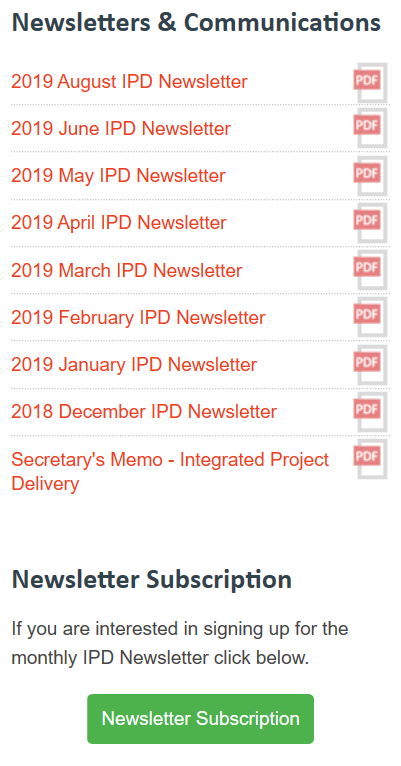 Newsletters & Communications
2019 August IPD Newsletter PDF
2019 June IPD Newsletter PDF
2019 May IPD Newsletter PDF
2019 April IPD Newsletter PDF
2019 March IPD Newsletter PDF
2019 February IPD Newsletter PDF
2019 January IPD Newsletter PDF
2018 December IPD Newsletter PDF
Secretary's Memo - Integrated Project PDF
Delivery
Newsletter Subscription
If you are interested in signing up for the
monthly IPD Newsletter click below.
Newsletter Subscription